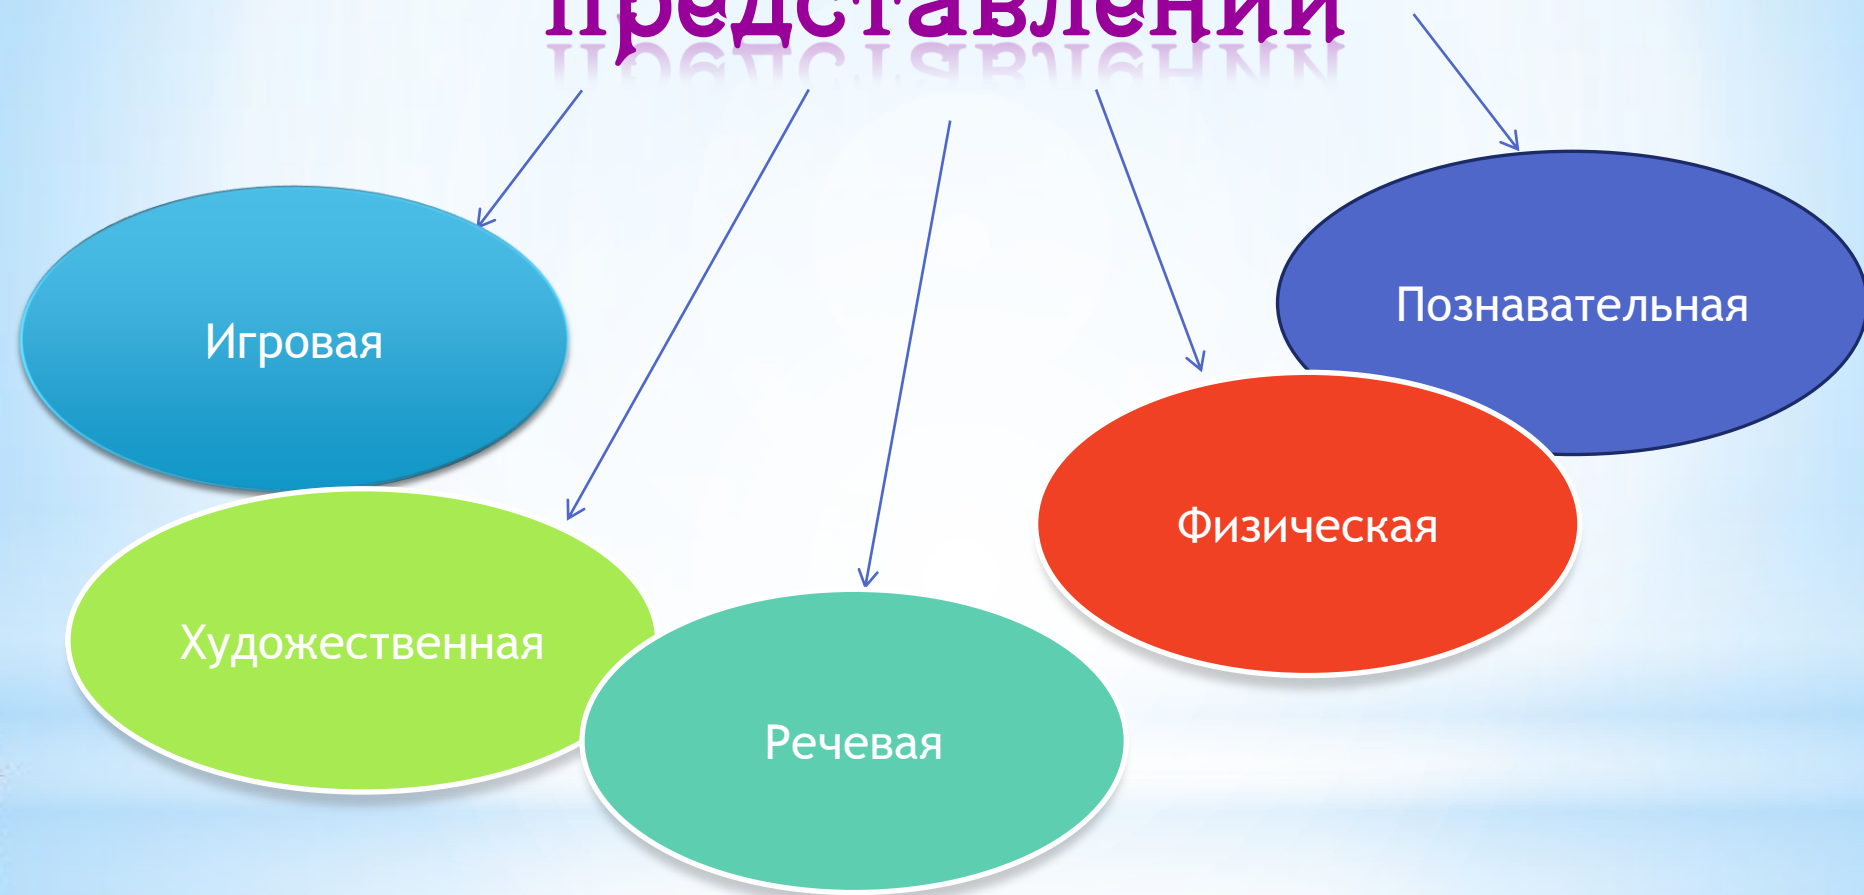 представлений
Познавательная
Игровая
Физическая
Художественная
Речевая